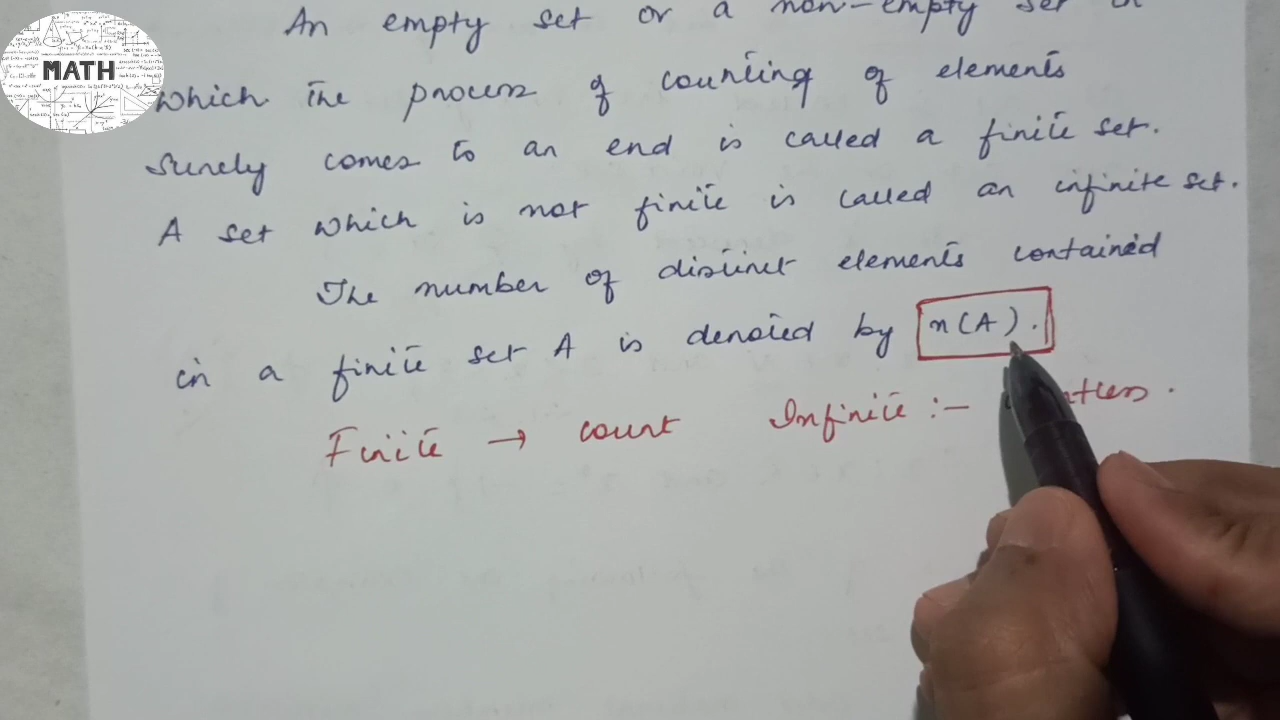 MATH
An empty set or a non-empty set in
which the process of counting of elements
surely comes to an end is called a finite set.
A set which is not finite is called an infinite set.
The number of distinct elements contained
in a finite set A is denoted by n(A).
Finite → count Infinite :-